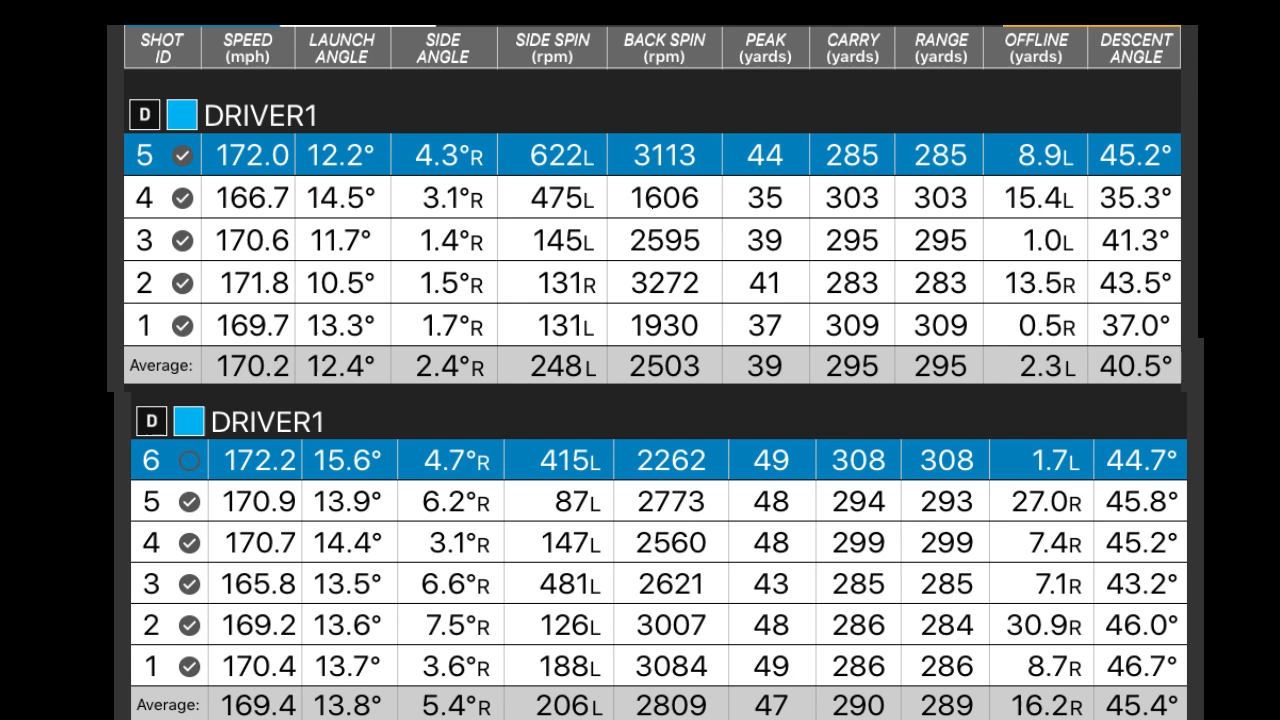 SHOT ID SPEED (mph) LAUNCH ANGLE SIDE ANGLE SIDE SPIN (rpm) BACK SPIN (rpm) PEAK (yards) CARRY (yards) RANGE (yards) OFFLINE (yards) DESCENT ANGLE
D DRIVER1
5 172.0 12.2° 4.3°R 622L 3113 44 285 285 8.9L 45.2°
4 166.7 14.5° 3.1°R 475L 1606 35 303 303 15.4L 35.3°
3 170.6 11.7° 1.4°R 145L 2595 39 295 295 1.0L 41.3°
2 171.8 10.5° 1.5°R 131R 3272 41 283 283 13.5R 43.5°
1 169.7 13.3° 1.7°R 131L 1930 37 309 309 0.5R 37.0°
Average: 170.2 12.4° 2.4°R 248L 2503 39 295 295 2.3L 40.5°
D DRIVER1
6 172.2 15.6° 4.7°R 415L 2262 49 308 308 1.7L 44.7°
5 170.9 13.9° 6.2°R 87L 2773 48 294 293 27.0R 45.8°
4 170.7 14.4° 3.1°R 147L 2560 48 299 299 7.4R 45.2°
3 165.8 13.5° 6.6°R 481L 2621 43 285 285 7.1R 43.2°
2 169.2 13.6° 7.5°R 126L 3007 48 286 284 30.9R 46.0°
1 170.4 13.7° 3.6°R 188L 3084 49 286 286 8.7R 46.7°
Average: 169.4 13.8° 5.4°R 206L 2809 47 290 289 16.2R 45.4°